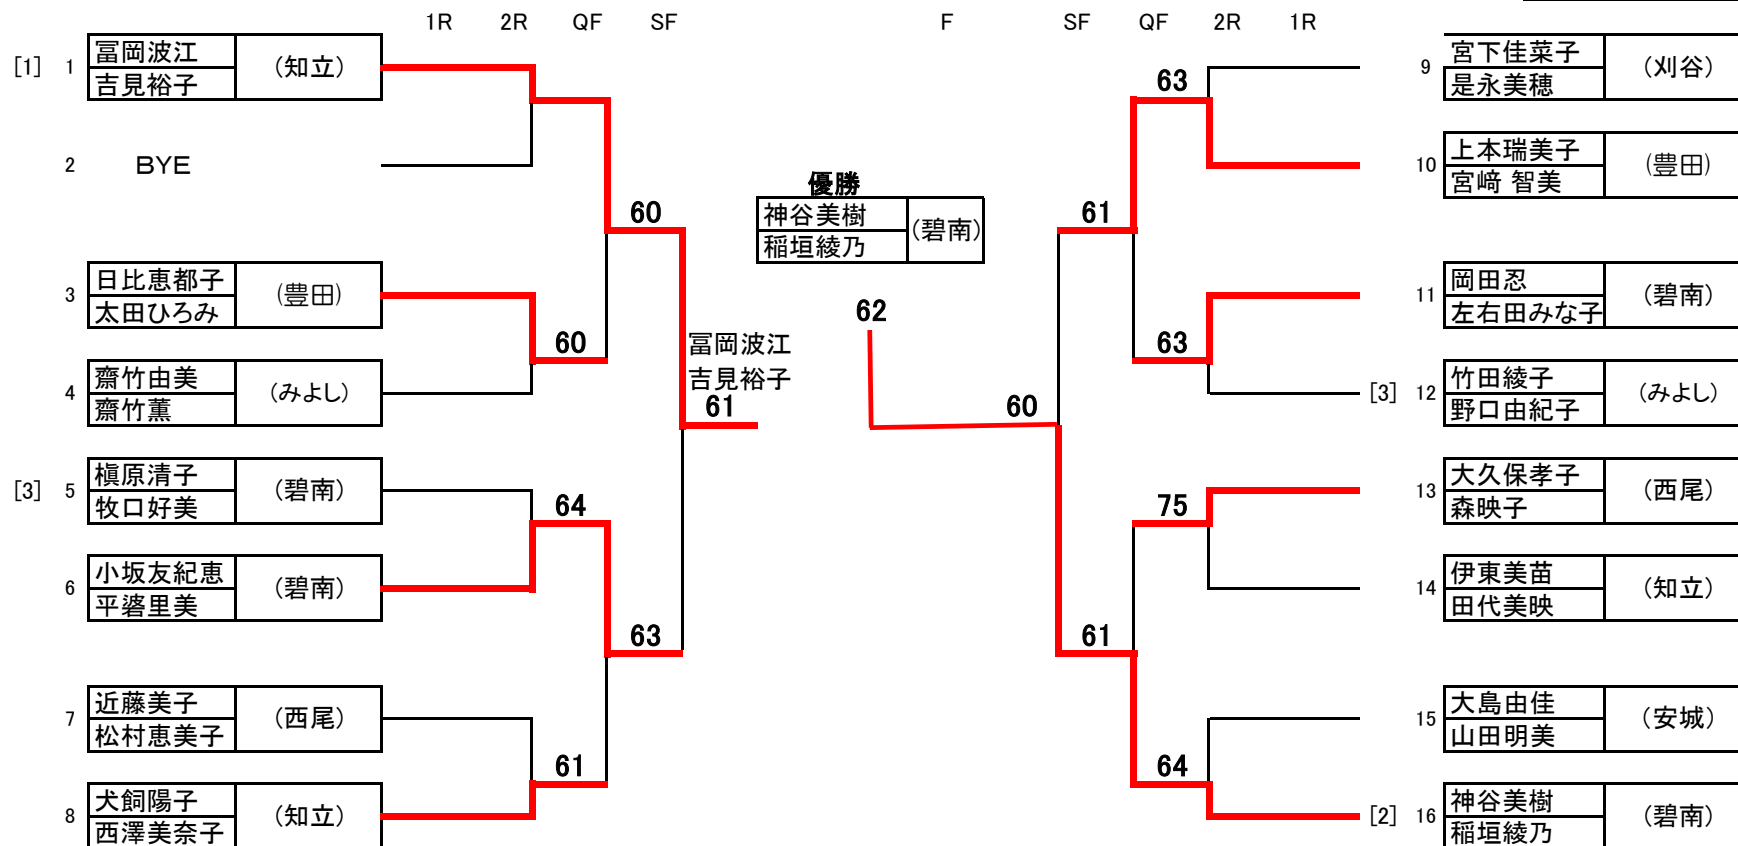 1R 2R QF SF F SF QF 2R 1R
[1] 1 冨岡波江 (知立)
吉見裕子
2 BYE
3 日比恵都子 (豊田)
太田ひろみ
4 齋竹由美 (みよし)
齋竹薫
[3] 5 槇原清子 (碧南)
牧口好美
6 小坂友紀恵 (碧南)
平婆里美
7 近藤美子 (西尾)
松村恵美子
8 犬飼陽子 (知立)
西澤美奈子
60
64
61
60
63
冨岡波江
吉見裕子
61
優勝
神谷美樹 (碧南)
稲垣綾乃
62
60
61
61
63
63
75
64
9 宮下佳菜子 (刈谷)
是永美穂
10 上本瑞美子 (豊田)
宮﨑 智美
11 岡田忍 (碧南)
左右田みな子
[3] 12 竹田綾子 (みよし)
野口由紀子
13 大久保孝子 (西尾)
森映子
14 伊東美苗 (知立)
田代美映
15 大島由佳 (安城)
山田明美
[2] 16 神谷美樹 (碧南)
稲垣綾乃